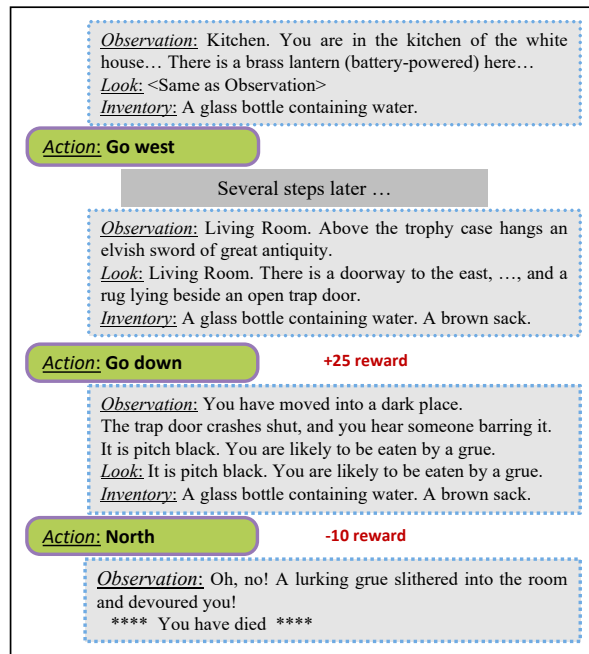 Observation: Kitchen. You are in the kitchen of the white
house… There is a brass lantern (battery-powered) here…
Look: <Same as Observation>
Inventory: A glass bottle containing water.
Action: Go west
Several steps later …
Observation: Living Room. Above the trophy case hangs an
elvish sword of great antiquity.
Look: Living Room. There is a doorway to the east, …, and a
rug lying beside an open trap door.
Inventory: A glass bottle containing water. A brown sack.
Action: Go down
+25 reward
Observation: You have moved into a dark place.
The trap door crashes shut, and you hear someone barring it.
It is pitch black. You are likely to be eaten by a grue.
Look: It is pitch black. You are likely to be eaten by a grue.
Inventory: A glass bottle containing water. A brown sack.
Action: North
-10 reward
Observation: Oh, no! A lurking grue slithered into the room
and devoured you!
**** You have died ****